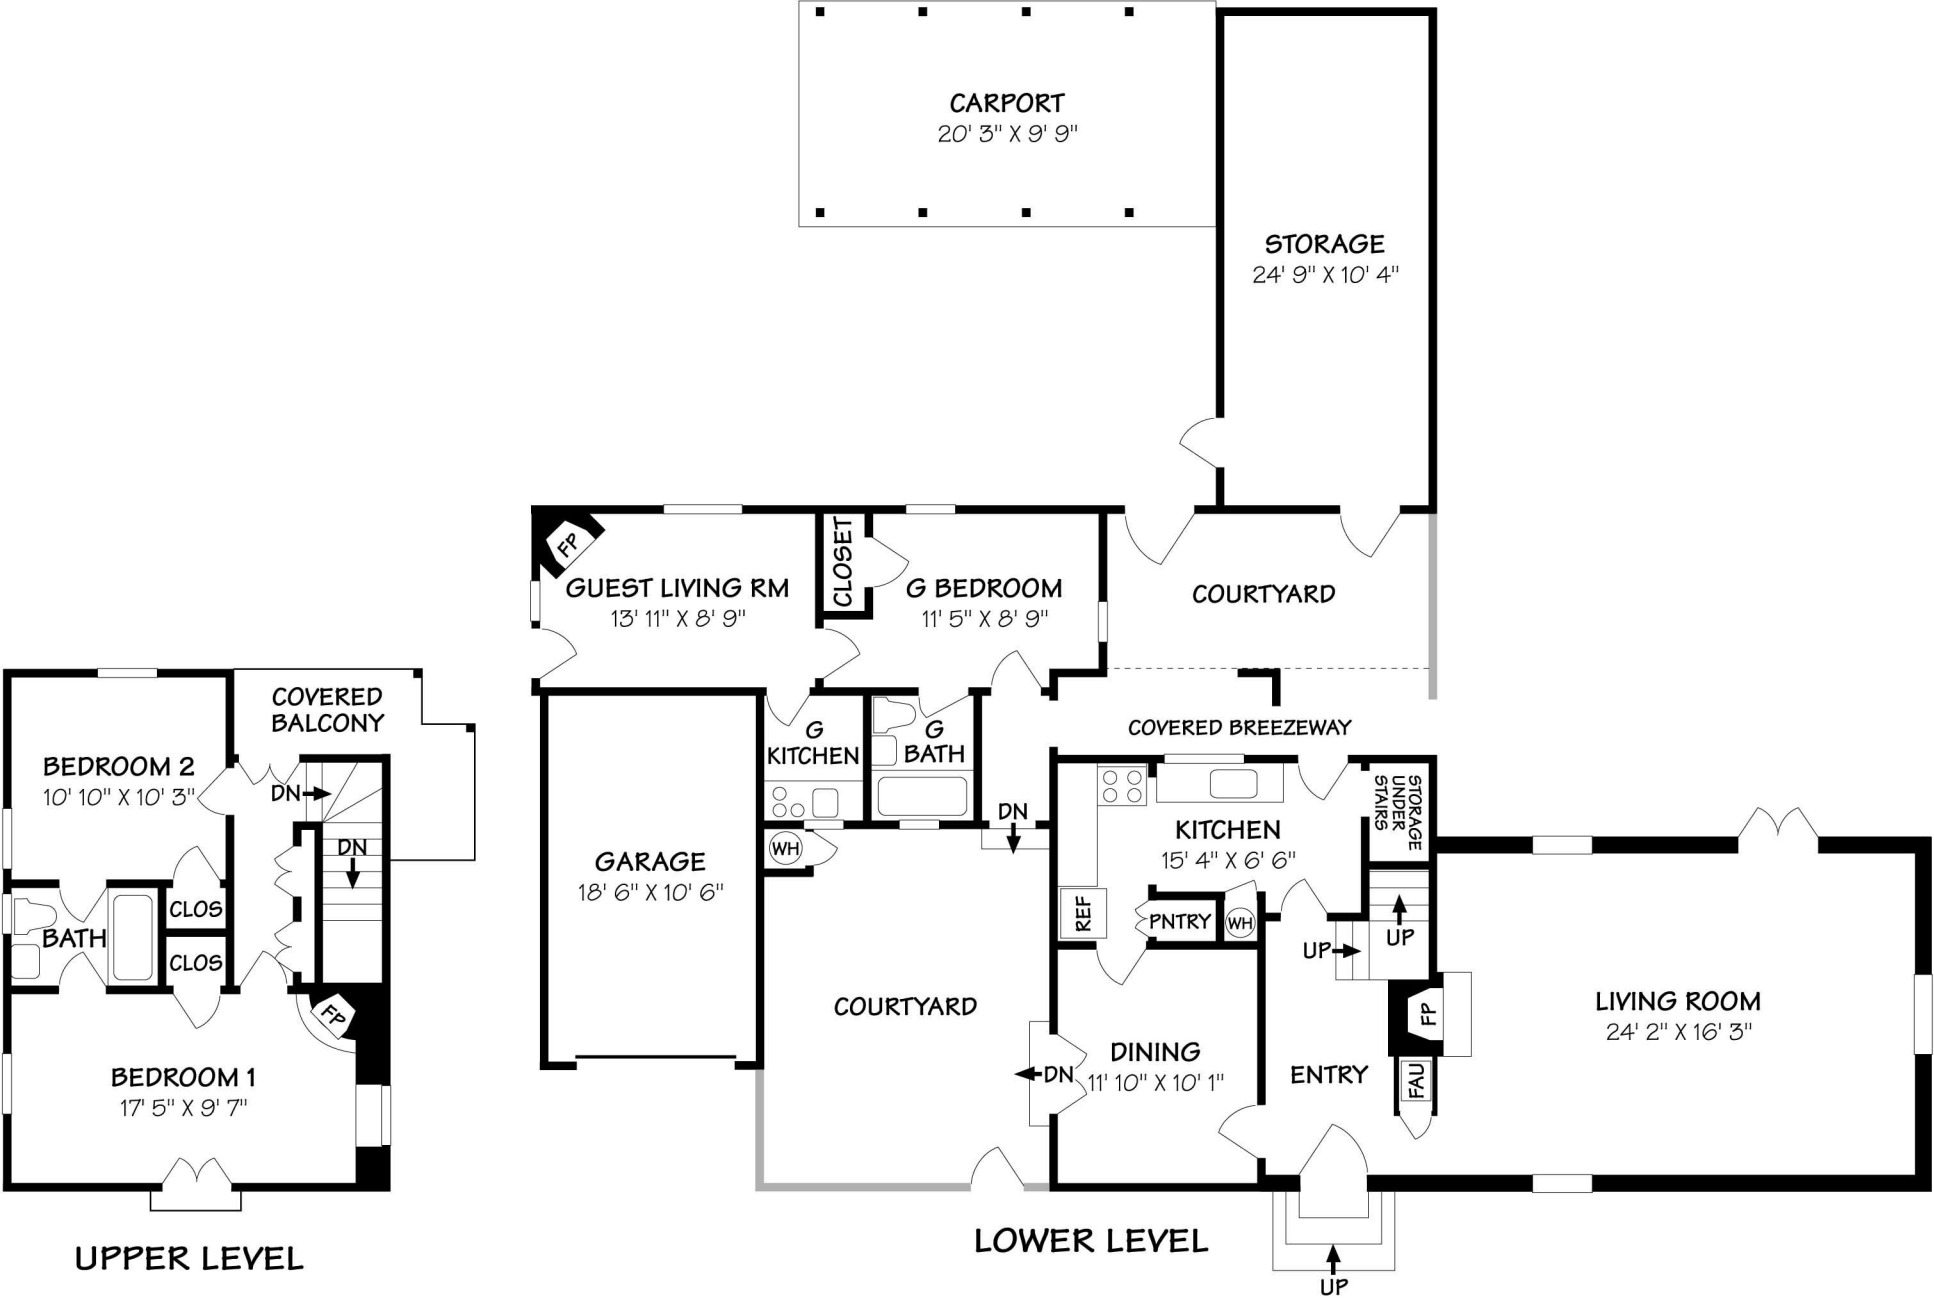 CARPORT
20' 3" X 9' 9"
STORAGE
24' 9" X 10' 4"
FP
GUEST LIVING RM
13' 11" X 8' 9"
CLOSET
G BEDROOM
11' 5" X 8' 9"
COURTYARD
COVERED BREEZEWAY
G
KITCHEN
G
BATH
DN
WH
GARAGE
18' 6" X 10' 6"
KITCHEN
15' 4" X 6' 6"
STORAGE
UNDER
STAIRS
REF
PNTRY
WH
UP
UP
COURTYARD
DN
DINING
11' 10" X 10' 1"
ENTRY
FP
FAU
LIVING ROOM
24' 2" X 16' 3"
UP
LOWER LEVEL
COVERED
BALCONY
BEDROOM 2
10' 10" X 10' 3"
DN
DN
CLOS
BATH
CLOS
FP
BEDROOM 1
17' 5" X 9' 7"
UPPER LEVEL